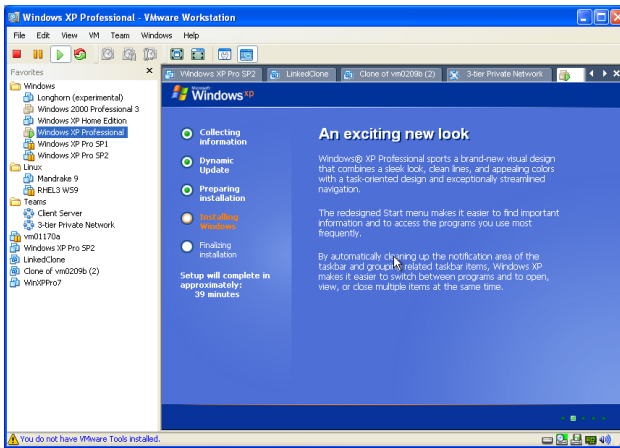 Windows XP Professional - VMware Workstation
File Edit View VM Team Windows Help
Favorites
Windows XP Pro SP2 LinkedClone Clone of vm0209b (2) 3-tier Private Network
Windows
Longhorn (experimental)
Windows 2000 Professional 3
Windows XP Home Edition
Windows XP Professional
Windows XP Pro SP1
Windows XP Pro SP2
Linux
Mandrake 9
RHEL3 WS9
Teams
Client Server
3-tier Private Network
vm01170a
Windows XP Pro SP2
LinkedClone
Clone of vm0209b (2)
WinXPPro7
Microsoft
Windows xp
Collecting
information
Dynamic
Update
Preparing
installation
Installing
Windows
Finalizing
installation
Setup will complete in
approximately:
39 minutes
An exciting new look
Windows® XP Professional sports a brand-new visual design
that combines a sleek look, clean lines, and appealing colors
with a task-oriented design and exceptionally streamlined
navigation.
The redesigned Start menu makes it easier to find important
information and to access the programs you use most
frequently.
By automatically cleaning up the notification area of the
taskbar and grouping related taskbar items, Windows XP
makes it easier to switch between programs and to open,
view, or close multiple items at the same time.
You do not have VMware Tools installed.